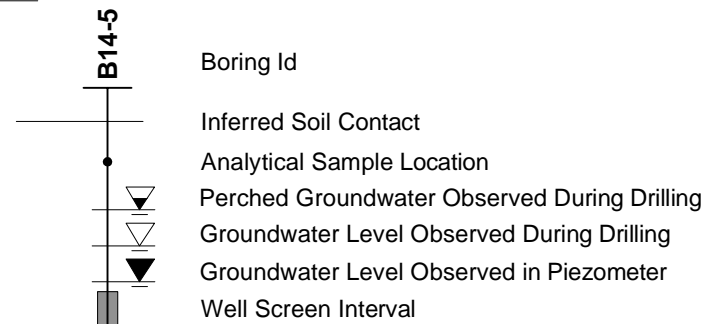 B14-5
Boring Id
Inferred Soil Contact
Analytical Sample Location
Perched Groundwater Observed During Drilling
Groundwater Level Observed During Drilling
Groundwater Level Observed in Piezometer
Well Screen Interval